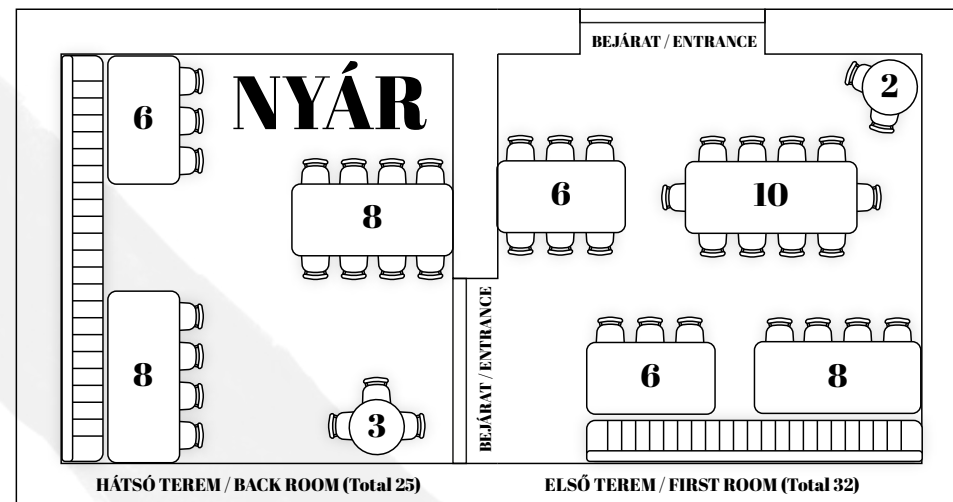 BEJÁRAT / ENTRANCE
NYÁR
6
8
8
3
2
6
10
6
8
BEJÁRAT / ENTRANCE
HÁTSÓ TEREM / BACK ROOM (Total 25)
ELSŐ TEREM / FIRST ROOM (Total 32)